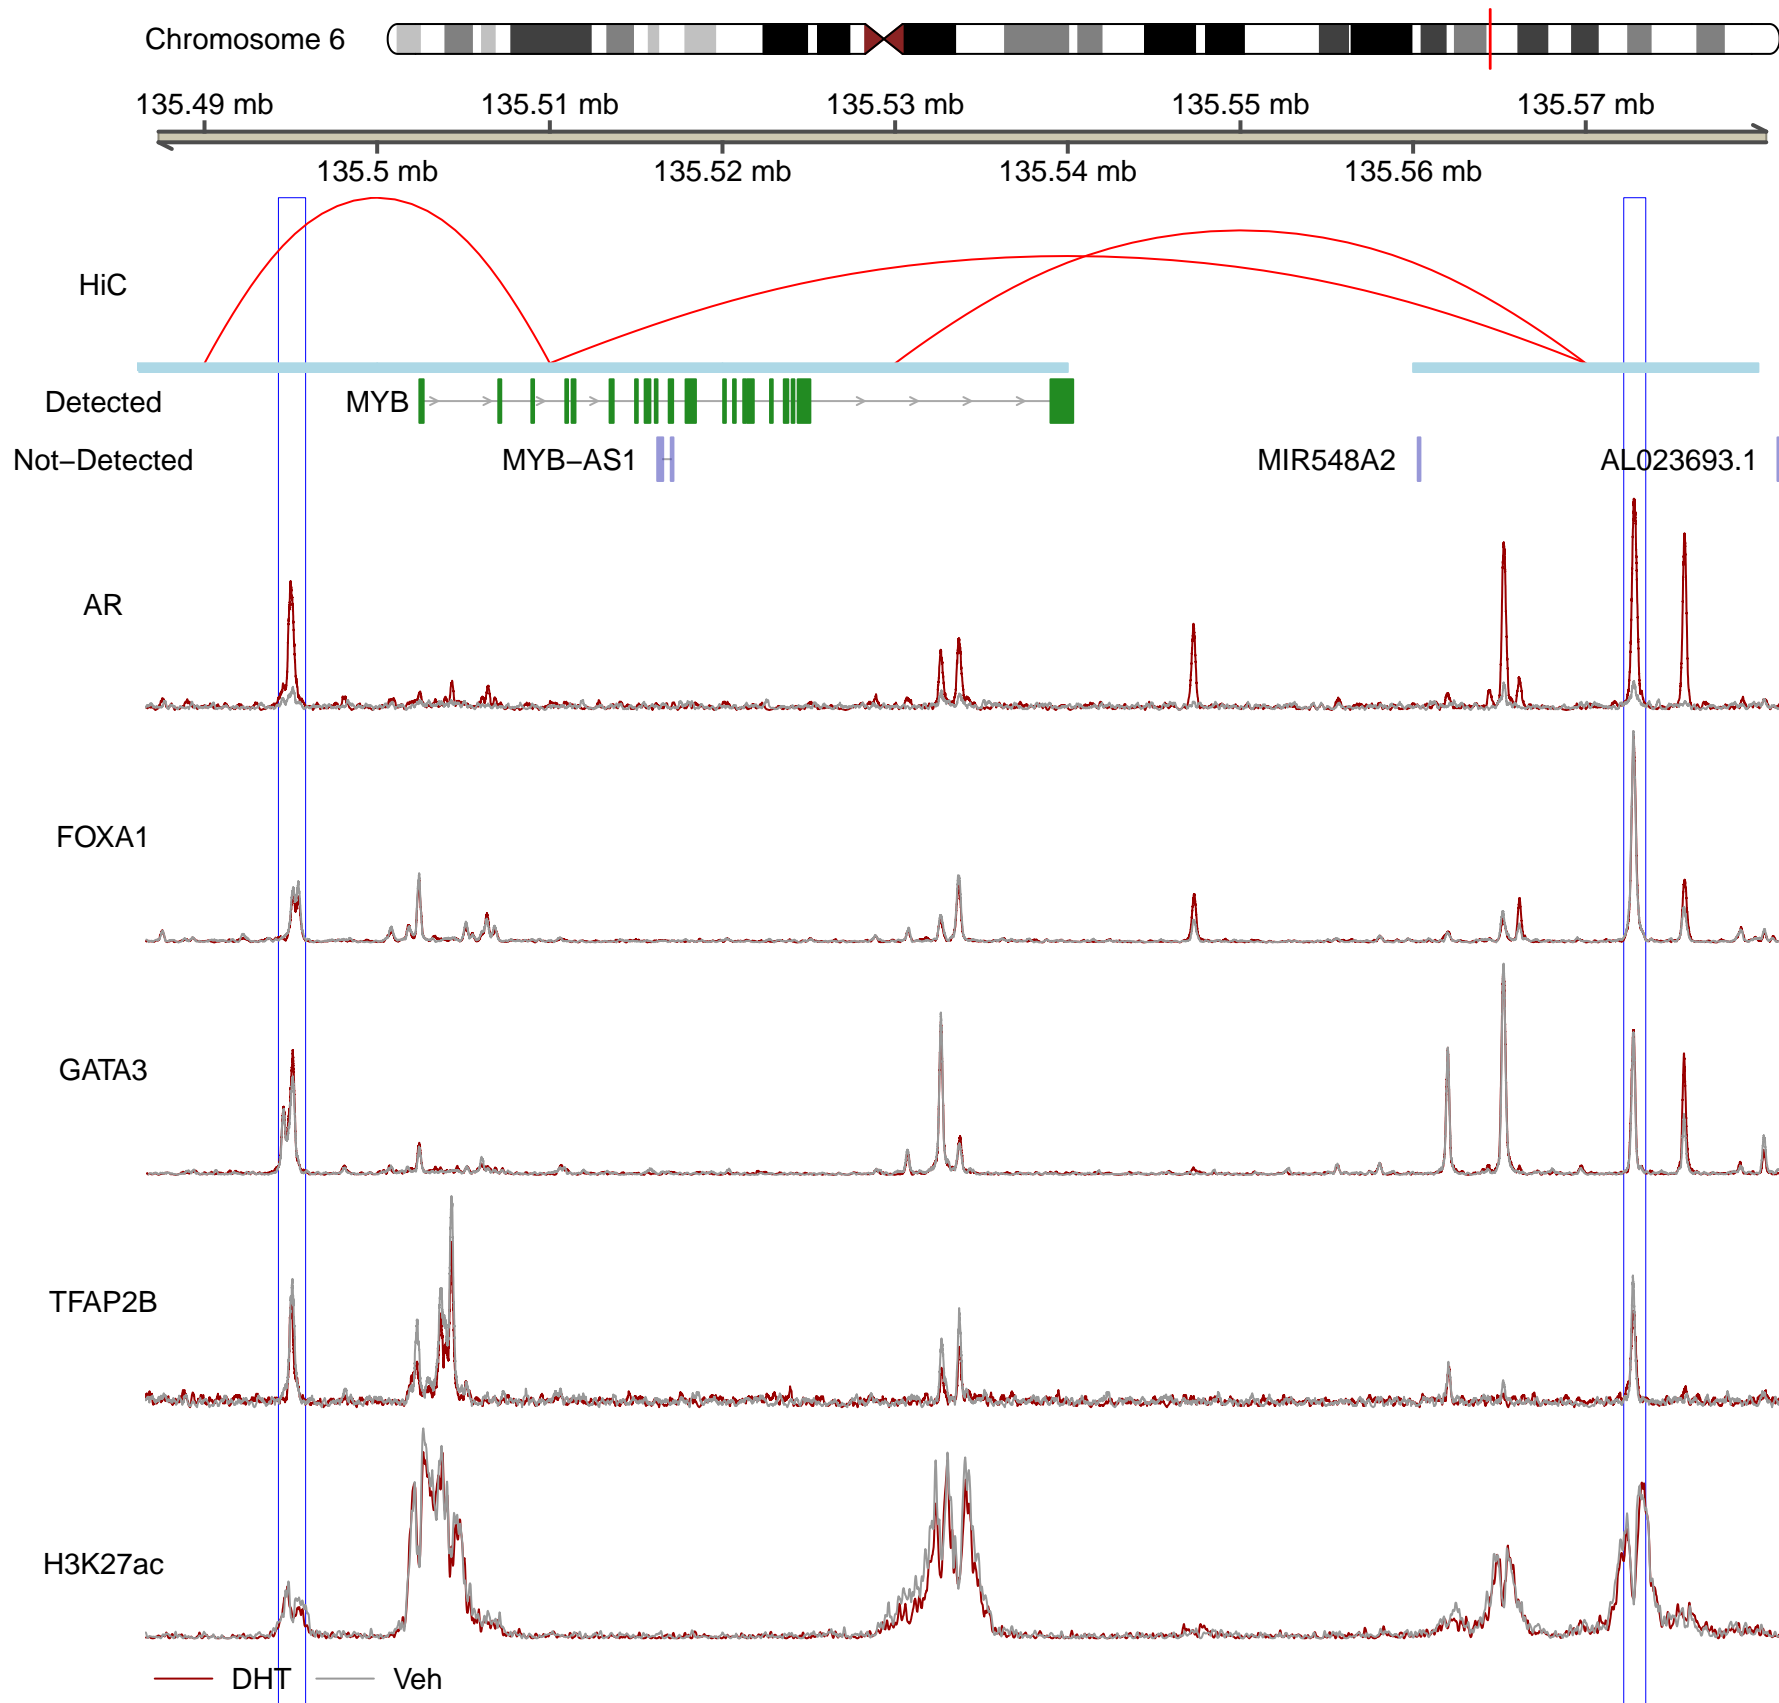 Chromosome 6
135.49 mb 135.51 mb 135.53 mb 135.55 mb 135.57 mb
135.5 mb 135.52 mb 135.54 mb 135.56 mb
HiC
Detected MYB
Not−Detected MYB−AS1 MIR548A2 AL023693.1
AR
FOXA1
GATA3
TFAP2B
H3K27ac
DHT Veh